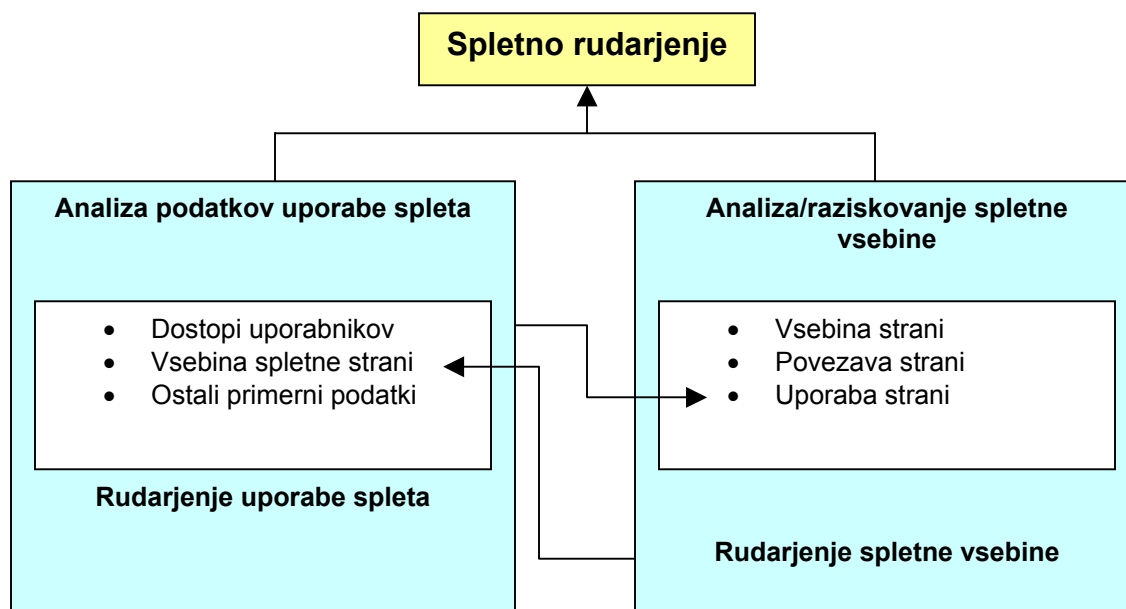 Spletno rudarjenje
Analiza podatkov uporabe spleta
• Dostopi uporabnikov
• Vsebina spletne strani
• Ostali primerni podatki
Rudarjenje uporabe spleta
Analiza/raziskovanje spletne
vsebine
• Vsebina strani
• Povezava strani
• Uporaba strani
Rudarjenje spletne vsebine